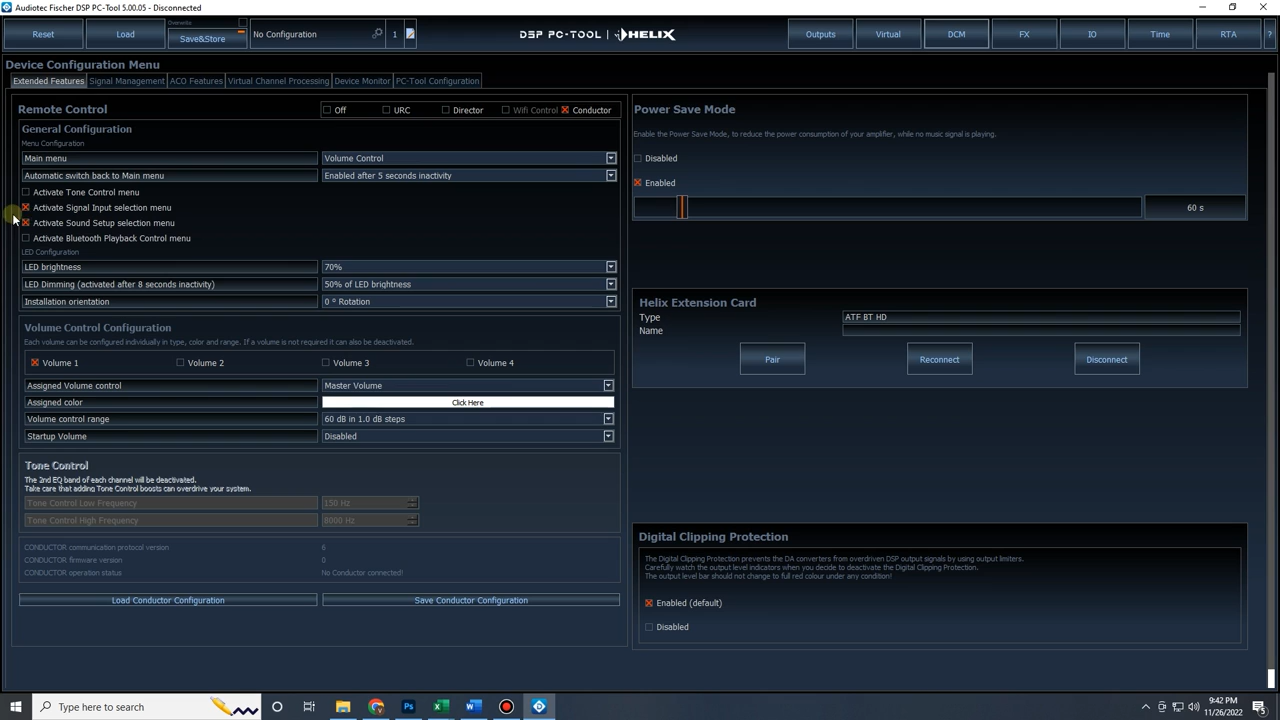 Audiotec Fischer DSP PC-Tool 5.00.05 - Disconnected
Reset
Load
Overwrite:
Save&Store
No Configuration
1
DSP PC-TOOL
HELIX
Outputs
Virtual
DCM
FX
IO
Time
RTA
?
Device Configuration Menu
Extended Features
Signal Management
ACO Features
Virtual Channel Processing
Device Monitor
PC-Tool Configuration
Remote Control
Off
URC
Director
Wifi Control
Conductor
General Configuration
Menu Configuration
Main menu
Volume Control
Automatic switch back to Main menu
Enabled after 5 seconds inactivity
Activate Tone Control menu
Activate Signal Input selection menu
Activate Sound Setup selection menu
Activate Bluetooth Playback Control menu
LED Configuration
LED brightness
70%
LED Dimming (activated after 8 seconds inactivity)
50% of LED brightness
Installation orientation
0 ° Rotation
Volume Control Configuration
Each volume can be configured individually in type, color and range. If a volume is not required it can also be deactivated.
Volume 1
Volume 2
Volume 3
Volume 4
Assigned Volume control
Master Volume
Assigned color
Click Here
Volume control range
60 dB in 1.0 dB steps
Startup Volume
Disabled
Tone Control
The 2nd EQ band of each channel will be deactivated.
Take care that adding Tone Control boosts can overdrive your system.
Tone Control Low Frequency
150 Hz
Tone Control High Frequency
8000 Hz
CONDUCTOR communication protocol version
6
CONDUCTOR firmware version
0
CONDUCTOR operation status
No Conductor connected!
Load Conductor Configuration
Save Conductor Configuration
Power Save Mode
Enable the Power Save Mode, to reduce the power consumption of your amplifier, while no music signal is playing.
Disabled
Enabled
60 s
Helix Extension Card
Type
ATF BT HD
Name
Pair
Reconnect
Disconnect
Digital Clipping Protection
The Digital Clipping Protection prevents the DA converters from overdriven DSP output signals by using output limiters.
Carefully watch the output level indicators when you decide to deactivate the Digital Clipping Protection.
The output level bar should not change to full red colour under any condition!
Enabled (default)
Disabled
Type here to search
9:42 PM
11/26/2022
5